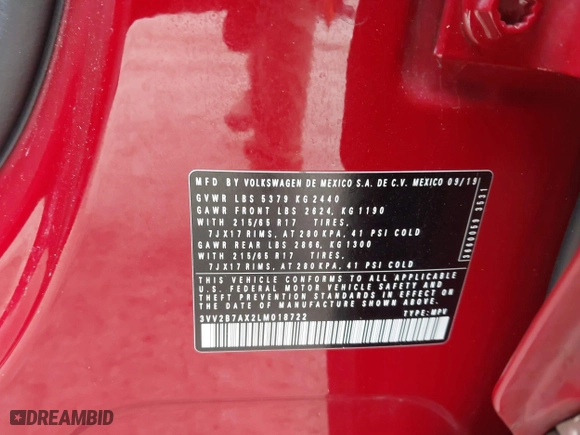 MFD BY VOLKSWAGEN DE MEXICO S.A. DE C.V. MEXICO 09/19
GVWR LBS 5379 KG 2440
GAWR FRONT LBS 2624, KG 1190
WITH 215/65 R17 TIRES,
7JX17 RIMS, AT 280 KPA, 41 PSI COLD
GAWR REAR LBS 2866, KG 1300
WITH 215/65 R17 TIRES,
7JX17 RIMS, AT 280 KPA, 41 PSI COLD
THIS VEHICLE CONFORMS TO ALL APPLICABLE
U.S. FEDERAL MOTOR VEHICLE SAFETY AND
THEFT PREVENTION STANDARDS IN EFFECT ON
THE DATE OF MANUFACTURE SHOWN ABOVE.
3VV2B7AX2LM018722 TYPE: MPV
DREAMBID